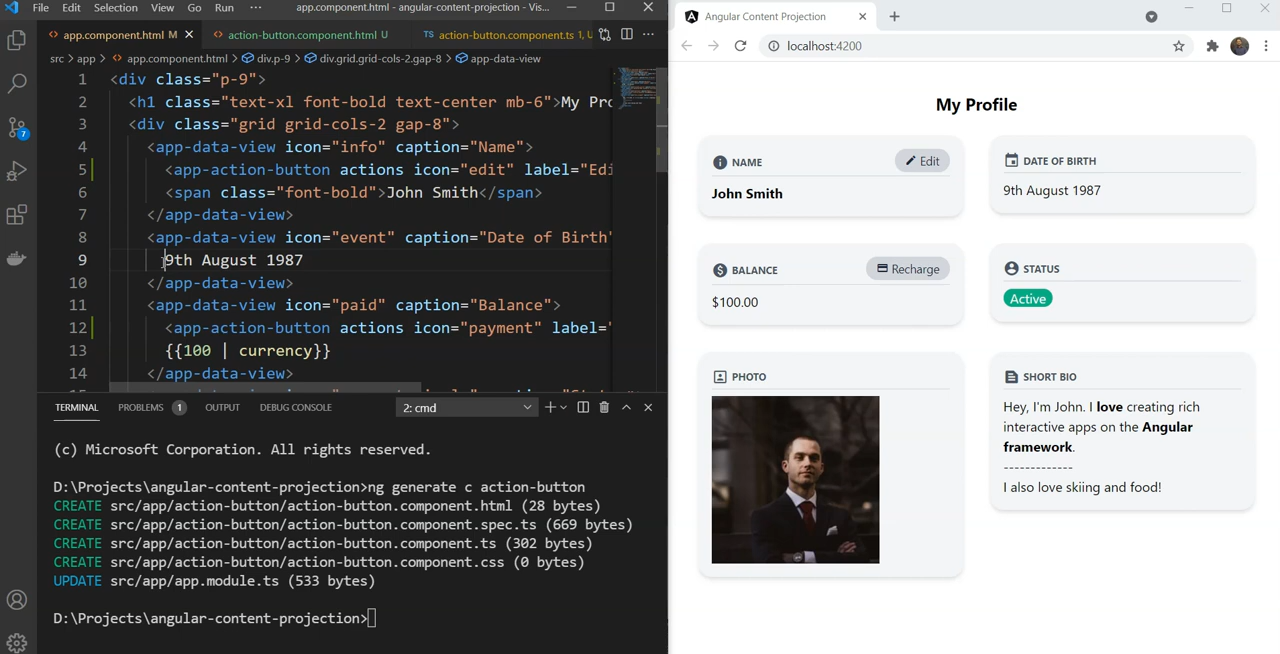 File Edit Selection View Go Run ··· app.component.html - angular-content-projection - Vis...
app.component.html M action-button.component.html U TS action-button.component.ts 1, U
src > app > app.component.html > div.p-9 > div.grid.grid-cols-2.gap-8 > app-data-view
1 <div class="p-9">
2 <h1 class="text-xl font-bold text-center mb-6">My Pro
3 <div class="grid grid-cols-2 gap-8">
4 <app-data-view icon="info" caption="Name">
5 <app-action-button actions icon="edit" label="Edi
6 <span class="font-bold">John Smith</span>
7 </app-data-view>
8 <app-data-view icon="event" caption="Date of Birth"
9 9th August 1987
10 </app-data-view>
11 <app-data-view icon="paid" caption="Balance">
12 <app-action-button actions icon="payment" label="
13 {{100 | currency}}
14 </app-data-view>
7
TERMINAL PROBLEMS 1 OUTPUT DEBUG CONSOLE 2: cmd
(c) Microsoft Corporation. All rights reserved.
D:\Projects\angular-content-projection>ng generate c action-button
CREATE src/app/action-button/action-button.component.html (28 bytes)
CREATE src/app/action-button/action-button.component.spec.ts (669 bytes)
CREATE src/app/action-button/action-button.component.ts (302 bytes)
CREATE src/app/action-button/action-button.component.css (0 bytes)
UPDATE src/app/app.module.ts (533 bytes)
D:\Projects\angular-content-projection>
Angular Content Projection
localhost:4200
My Profile
NAME Edit
John Smith
DATE OF BIRTH
9th August 1987
BALANCE Recharge
$100.00
STATUS
Active
PHOTO
SHORT BIO
Hey, I'm John. I love creating rich
interactive apps on the Angular
framework.
-------------
I also love skiing and food!